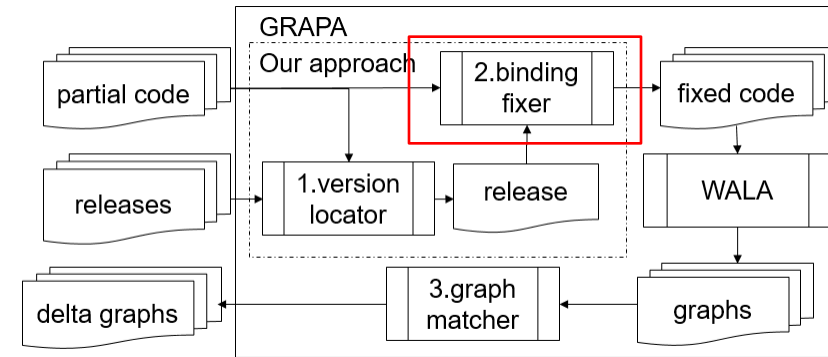 GRAPA
Our approach
partial code
2.binding
fixer
fixed code
releases
1.version
locator
release
WALA
delta graphs
3.graph
matcher
graphs